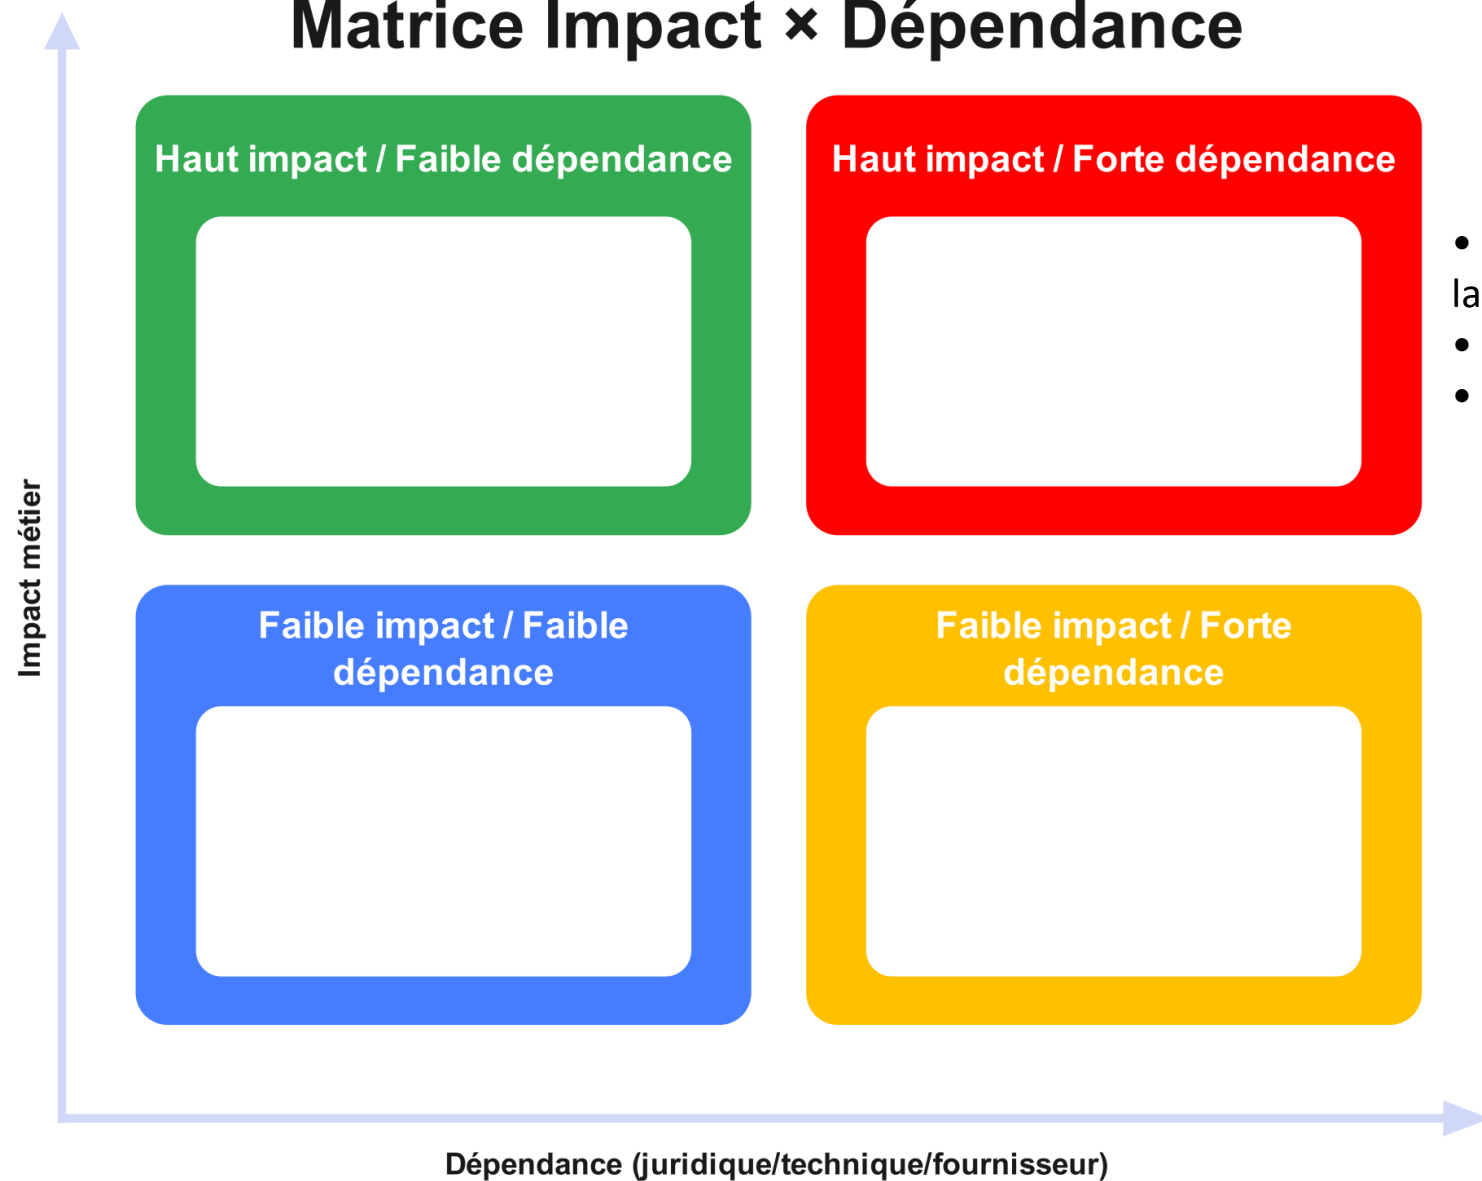 Matrice Impact × Dépendance
Haut impact / Faible dépendance
Haut impact / Forte dépendance
•
la
•
•
Impact métier
Faible impact / Faible
dépendance
Faible impact / Forte
dépendance
Dépendance (juridique/technique/fournisseur)